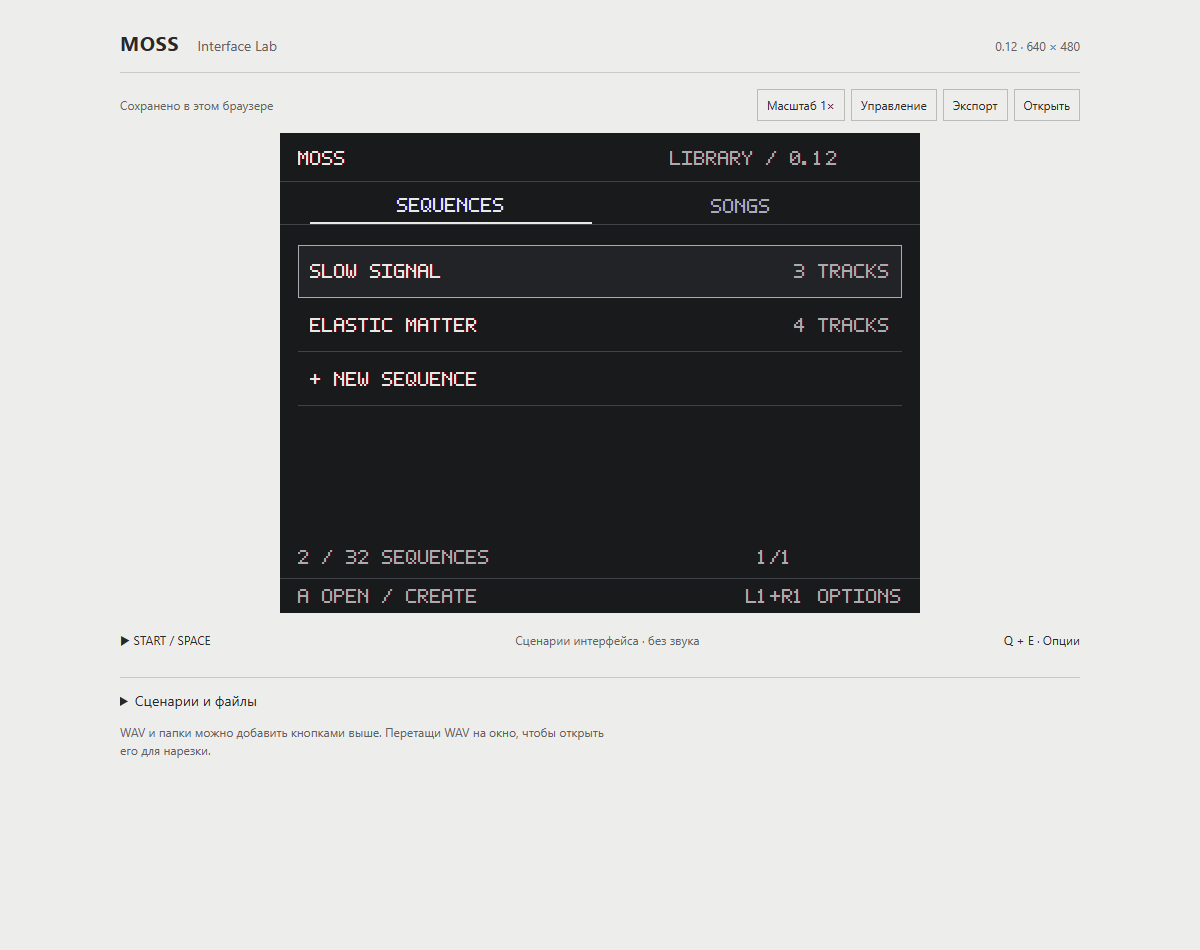 MOSS Interface Lab 0.12 · 640 × 480
Сохранено в этом браузере Масштаб 1× Управление Экспорт Открыть
MOSS LIBRARY / 0.12
SEQUENCES SONGS
SLOW SIGNAL 3 TRACKS
ELASTIC MATTER 4 TRACKS
+ NEW SEQUENCE
2 / 32 SEQUENCES 1/1
A OPEN / CREATE L1+R1 OPTIONS
▶ START / SPACE Сценарии интерфейса · без звука Q + E · Опции
▶ Сценарии и файлы
WAV и папки можно добавить кнопками выше. Перетащи WAV на окно, чтобы открыть
его для нарезки.